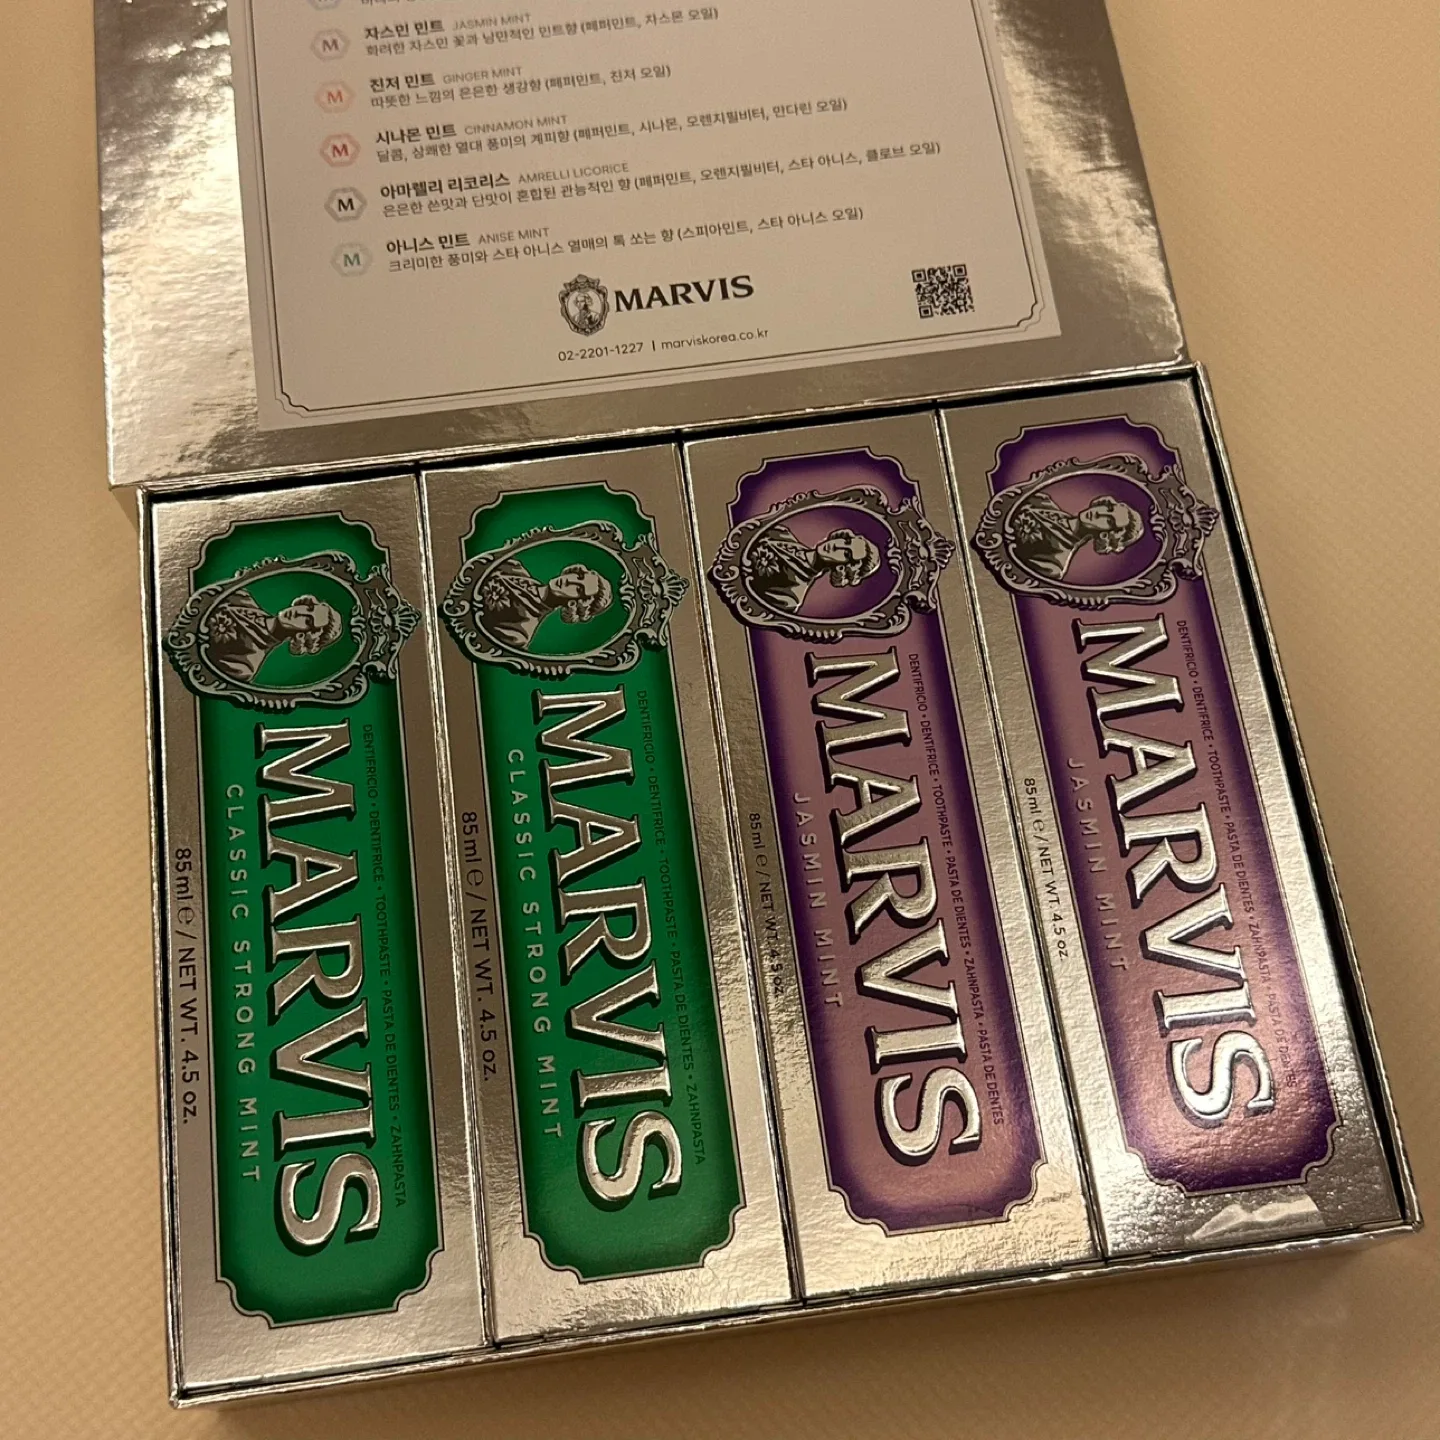 M
자스민 민트 JASMIN MINT
화려한 자스민 꽃과 낭만적인 민트향 (페퍼민트, 자스몬 오일)
M
진저 민트 GINGER MINT
따뜻한 느낌의 은은한 생강향 (페퍼민트, 진저 오일)
M
시나몬 민트 CINNAMON MINT
달콤, 상쾌한 열대 풍미의 계피향 (페퍼민트, 시나몬, 오렌지필비터, 만다린 오일)
M
아마렐리 리코리스 AMRELLI LICORICE
은은한 쓴맛과 단맛이 혼합된 관능적인 향 (페퍼민트, 오렌지필비터, 스타 아니스, 클로브 오일)
M
아니스 민트 ANISE MINT
크리미한 풍미와 스타 아니스 열매의 톡 쏘는 향 (스피아민트, 스타 아니스 오일)
MARVIS
02-2201-1227 | marviskorea.co.kr
DENTIFRICIO • DENTIFRICE • TOOTHPASTE • PASTA DE DIENTES • ZAHNPASTA
MARVIS
CLASSIC STRONG MINT
85 ml e / NET WT. 4.5 oz.
DENTIFRICIO • DENTIFRICE • TOOTHPASTE • PASTA DE DIENTES • ZAHNPASTA
MARVIS
CLASSIC STRONG MINT
85 ml e / NET WT. 4.5 oz.
DENTIFRICIO • DENTIFRICE • TOOTHPASTE • PASTA DE DIENTES • ZAHNPASTA • PASTA DE DENTES
MARVIS
JASMIN MINT
85 ml e / NET WT. 4.5 oz.
DENTIFRICIO • DENTIFRICE • TOOTHPASTE • PASTA DE DIENTES • ZAHNPASTA • PASTA DE DENTES
MARVIS
JASMIN MINT
85 ml e / NET WT. 4.5 oz.